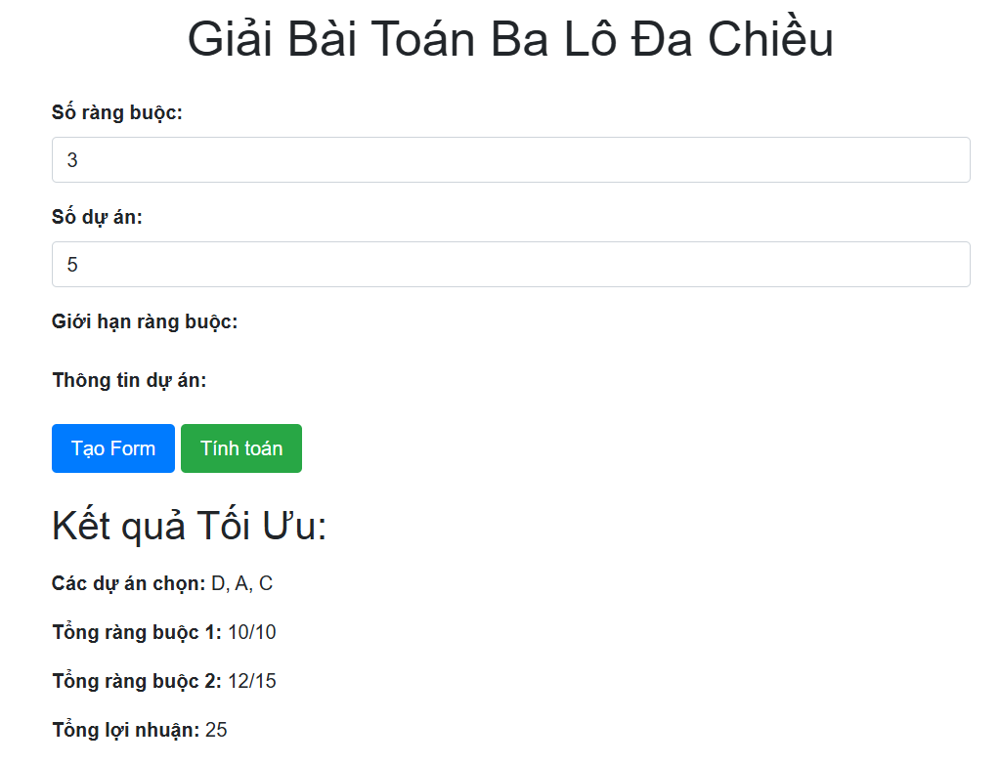 Giải Bài Toán Ba Lô Đa Chiều
Số ràng buộc:
3
Số dự án:
5
Giới hạn ràng buộc:
Thông tin dự án:
Tạo Form Tính toán
Kết quả Tối Ưu:
Các dự án chọn: D, A, C
Tổng ràng buộc 1: 10/10
Tổng ràng buộc 2: 12/15
Tổng lợi nhuận: 25